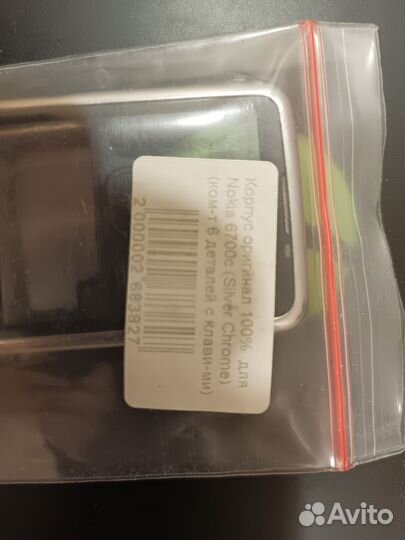 Корпус оригинал 100% для
Nokia 6700c (Silver Chrome)
(ком-т 6 деталей с клави-ми)
2000002683827
Avito